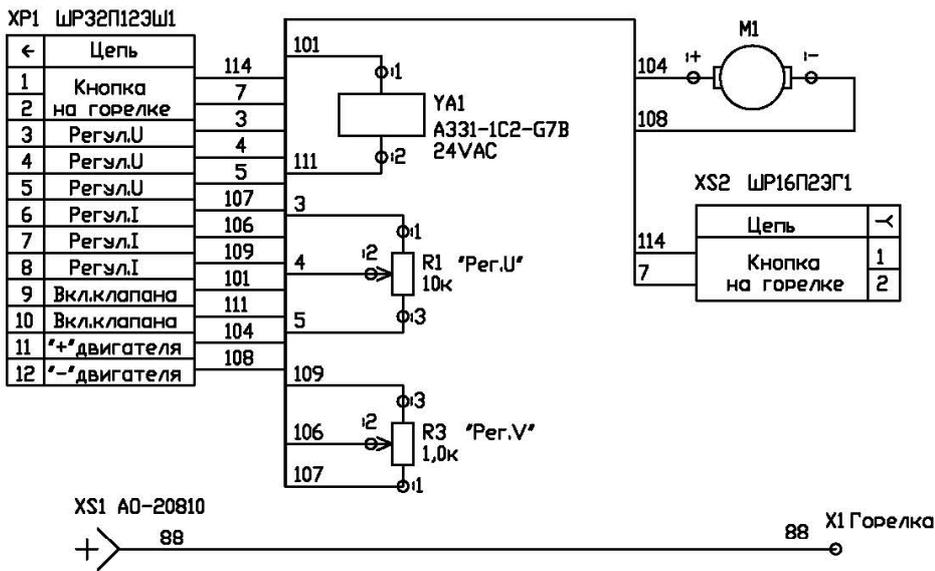 XP1 ШР32П12ЭШ1
← Цепь
1 Кнопка
2 на горелке
3 Регул.U
4 Регул.U
5 Регул.U
6 Регул.I
7 Регул.I
8 Регул.I
9 Вкл.клапана
10 Вкл.клапана
11 "+"двигателя
12 "-"двигателя
114
7
3
4
5
107
106
109
101
111
104
108
101
:1
YA1
A331-1C2-G7B
24VAC
:2
111
3
:1
4
:2
R1 "Рег.U"
10к
5
:3
109
:3
106
:2
R3 "Рег.V"
1,0к
107
:1
M1
104
:+
:-
108
XS2 ШР16П2ЭГ1
Цепь
114
Кнопка 1
7
на горелке 2
XS1 АО-20810
88
88
X1 Горелка